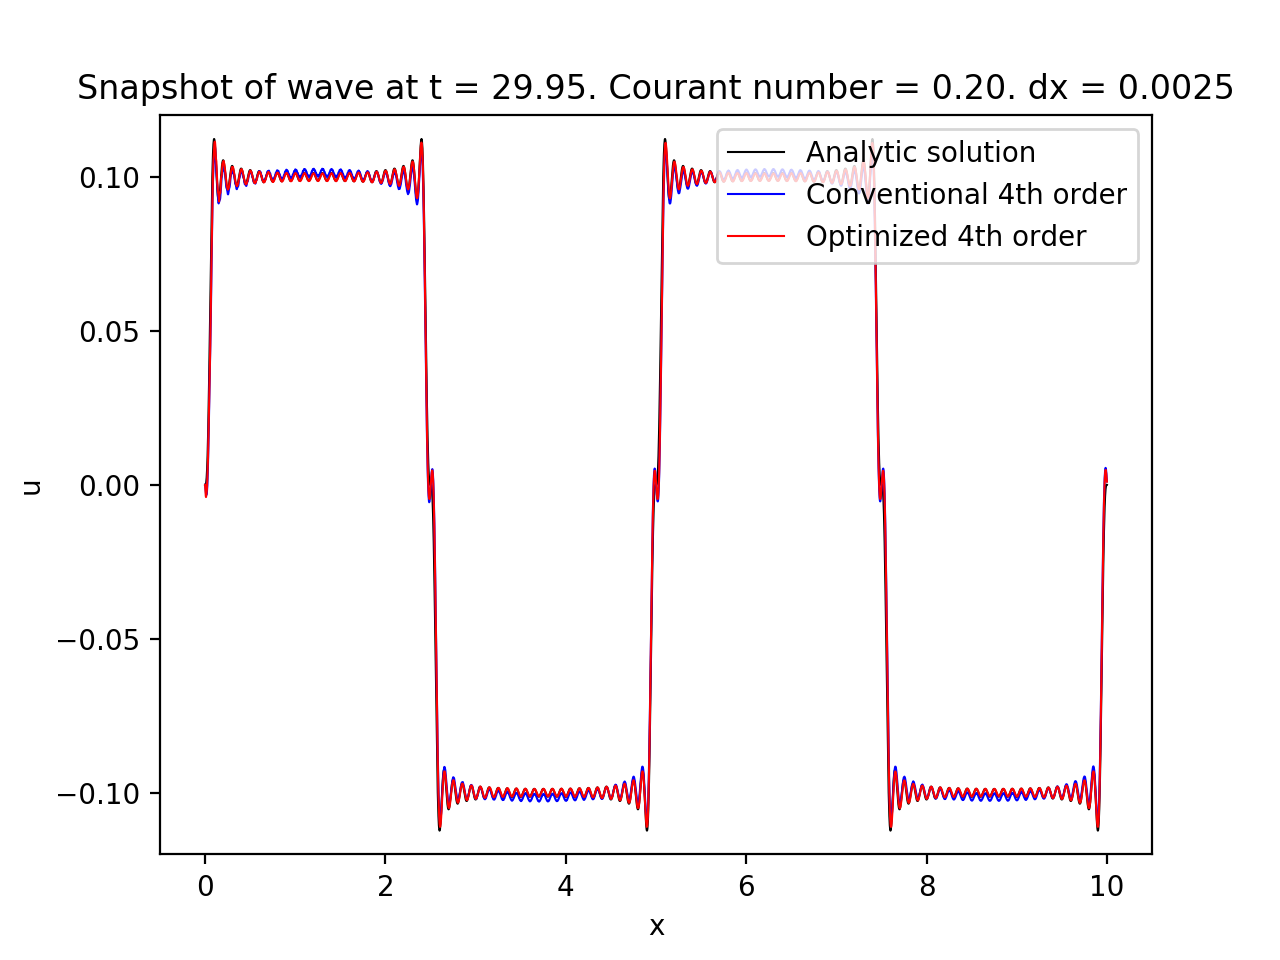 Snapshot of wave at t = 29.95. Courant number = 0.20. dx = 0.0025
Analytic solution
Conventional 4th order
Optimized 4th order
0.10
0.05
0.00
−0.05
−0.10
u
0 2 4 6 8 10
x